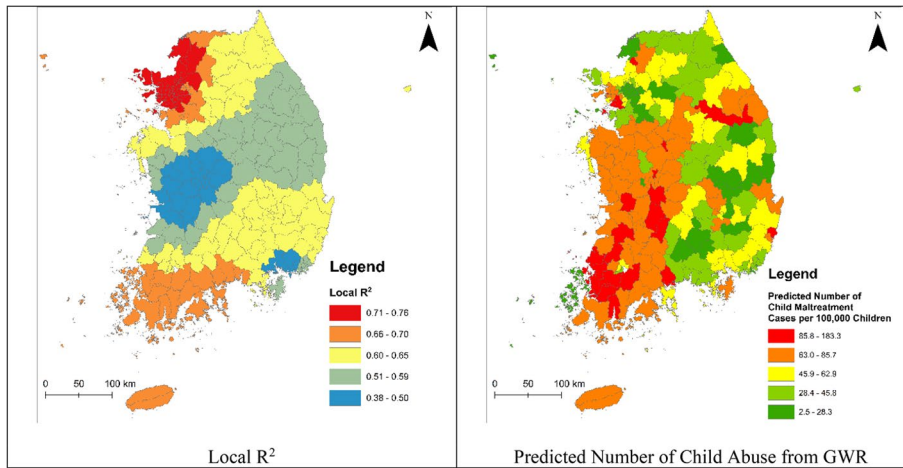 N
Legend
Local R²
0.71 - 0.76
0.66 - 0.70
0.60 - 0.65
0.51 - 0.59
0.38 - 0.50
0 50 100 km
Local R²
N
Legend
Predicted Number of
Child Maltreatment
Cases per 100,000 Children
85.8 - 183.3
63.0 - 85.7
45.9 - 62.9
28.4 - 45.8
2.5 - 28.3
0 50 100 km
Predicted Number of Child Abuse from GWR